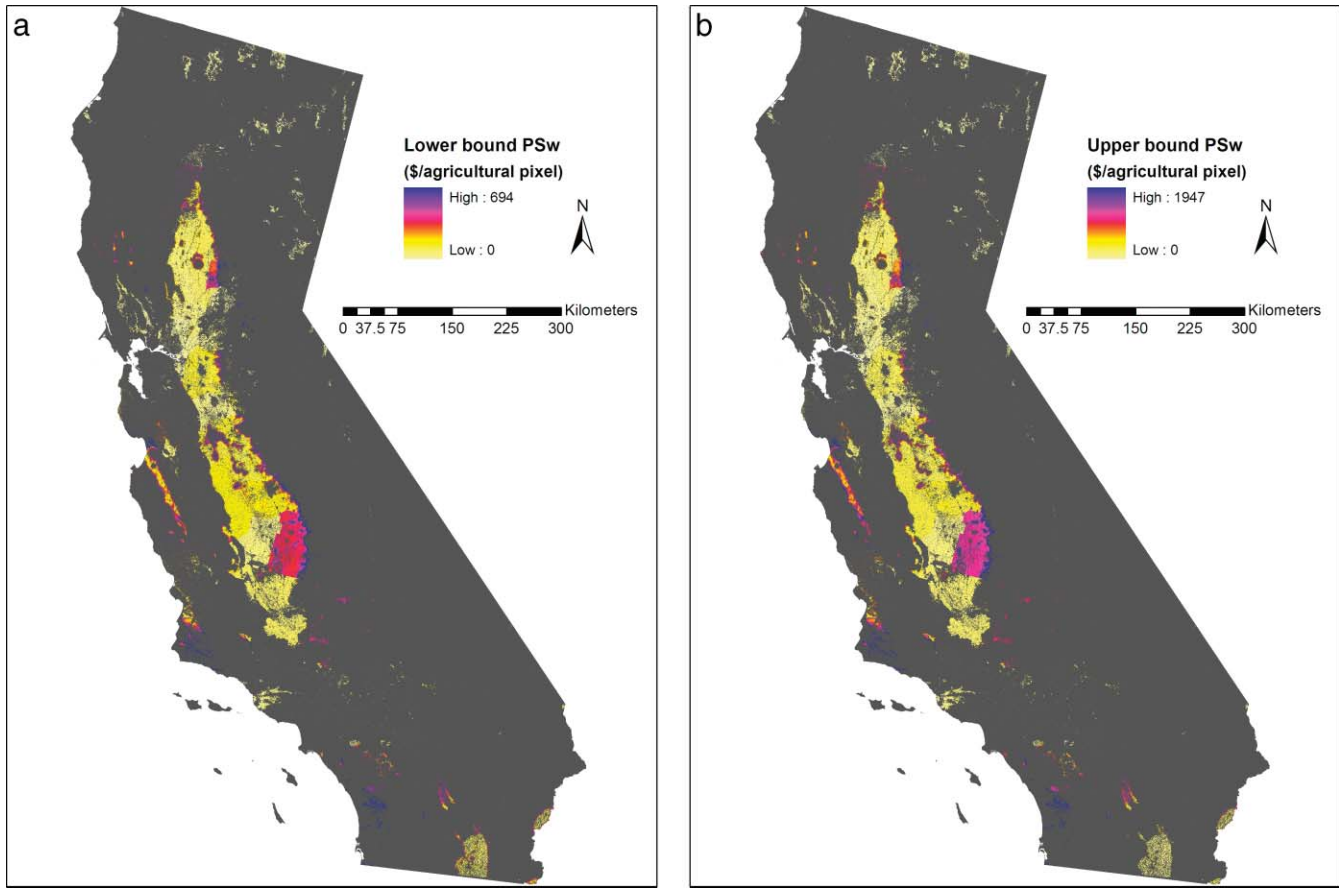 a
Lower bound PSw
($/agricultural pixel)
High : 694
Low : 0
N
Kilometers
0 37.5 75 150 225 300
b
Upper bound PSw
($/agricultural pixel)
High : 1947
Low : 0
N
Kilometers
0 37.5 75 150 225 300